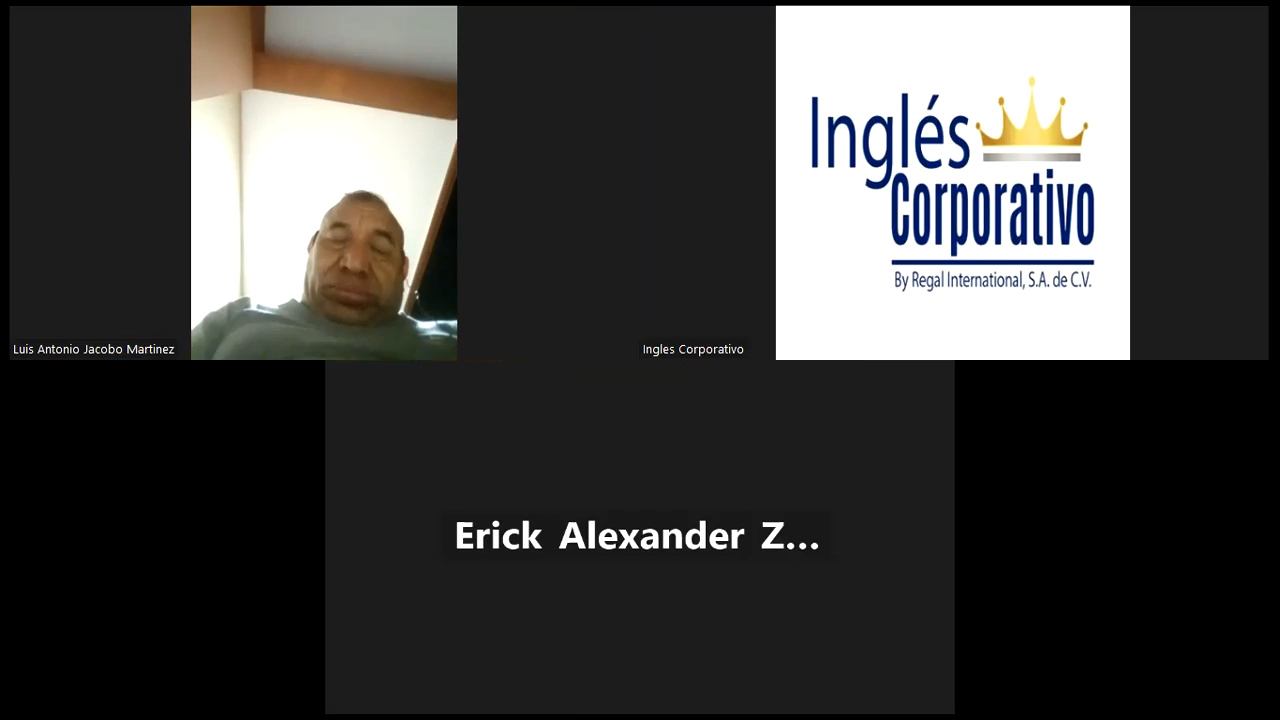 Inglés
Corporativo
By Regal International, S.A. de C.V.
Luis Antonio Jacobo Martinez
Ingles Corporativo
Erick Alexander Z...